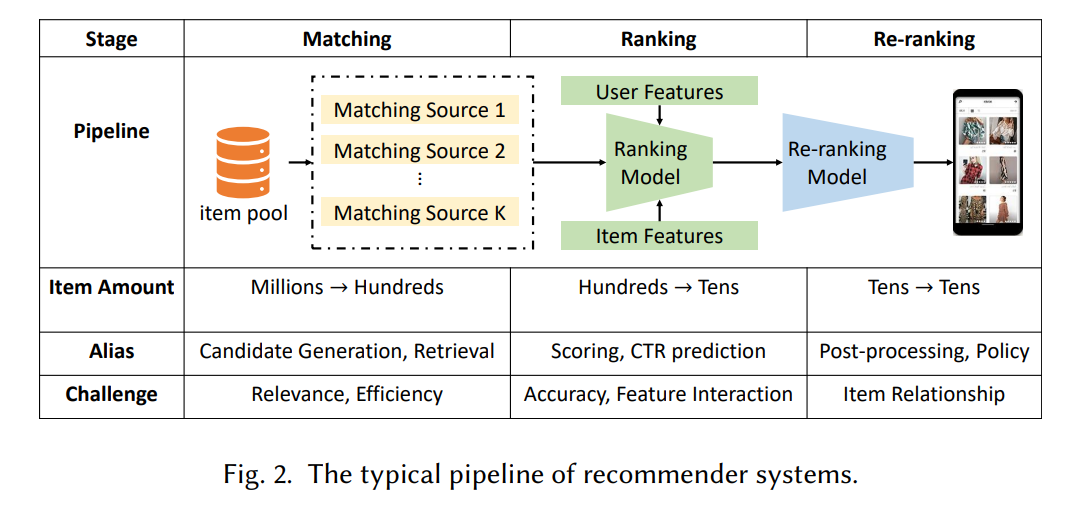 Stage Matching Ranking Re-ranking
Pipeline
item pool
Matching Source 1
Matching Source 2
⋮
Matching Source K
User Features
Ranking
Model
Item Features
Re-ranking
Model
Item Amount Millions → Hundreds Hundreds → Tens Tens → Tens
Alias Candidate Generation, Retrieval Scoring, CTR prediction Post-processing, Policy
Challenge Relevance, Efficiency Accuracy, Feature Interaction Item Relationship
Fig. 2. The typical pipeline of recommender systems.